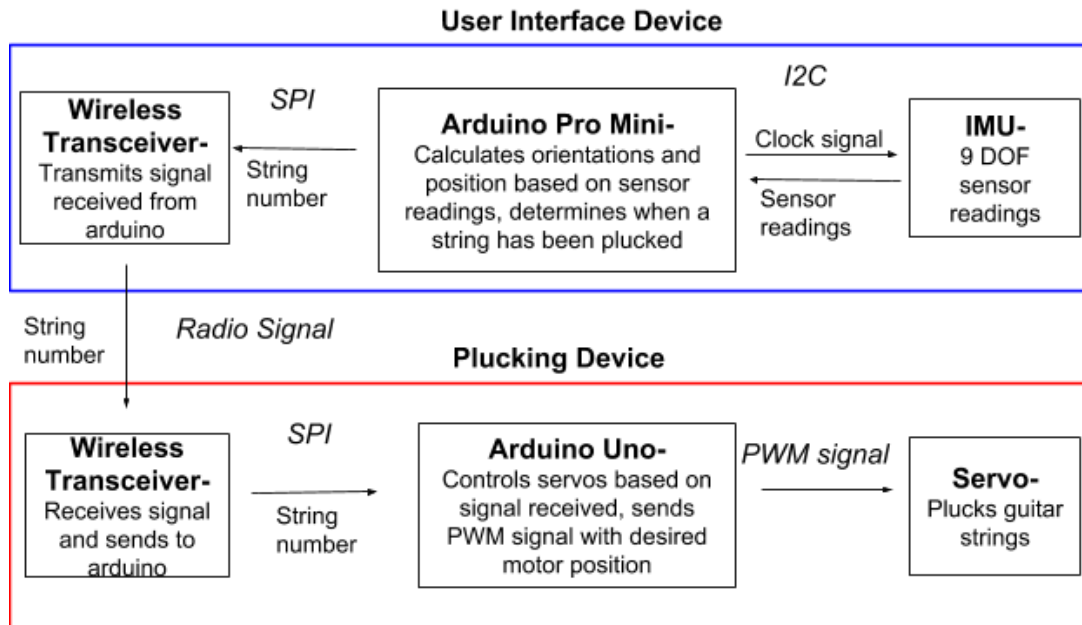 User Interface Device
Wireless
Transceiver-
Transmits signal
received from
arduino
SPI
String
number
Arduino Pro Mini-
Calculates orientations and
position based on sensor
readings, determines when a
string has been plucked
I2C
Clock signal
Sensor
readings
IMU-
9 DOF
sensor
readings
String
number
Radio Signal
Plucking Device
Wireless
Transceiver-
Receives signal
and sends to
arduino
SPI
String
number
Arduino Uno-
Controls servos based on
signal received, sends
PWM signal with desired
motor position
PWM signal
Servo-
Plucks guitar
strings